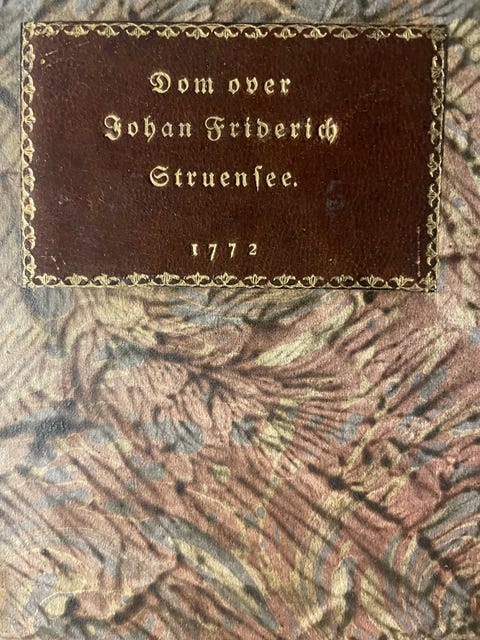 Dom over
Johan Friderich
Struensee.
1772